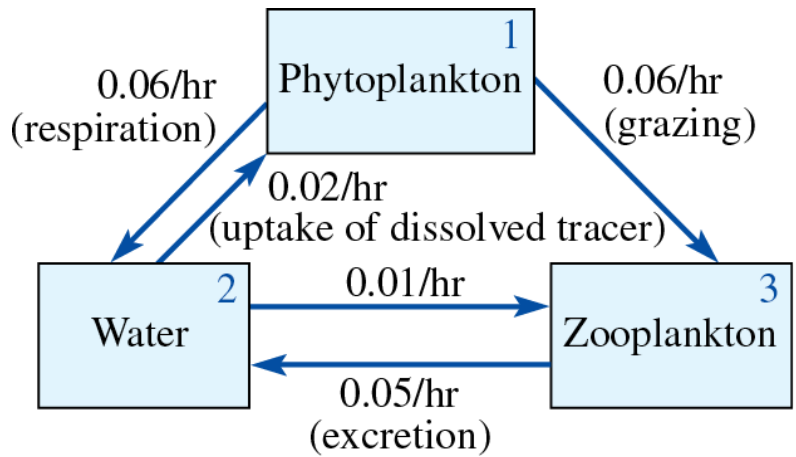 1
Phytoplankton
0.06/hr
(respiration)
0.06/hr
(grazing)
0.02/hr
(uptake of dissolved tracer)
2
Water
0.01/hr
3
Zooplankton
0.05/hr
(excretion)